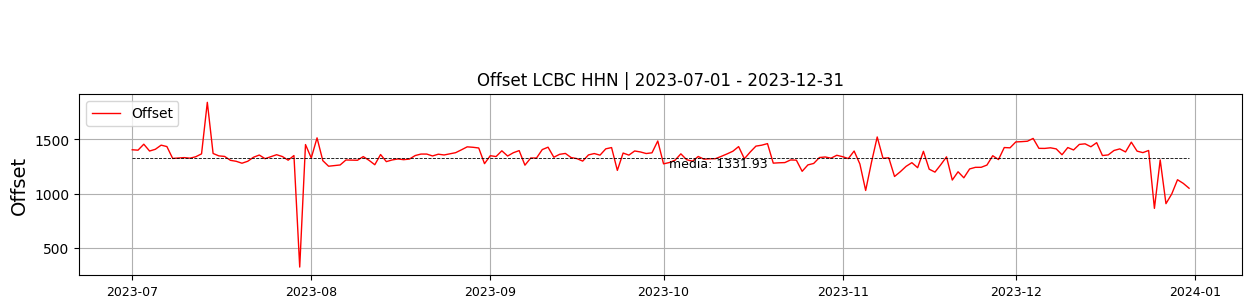 Offset LCBC HHN | 2023-07-01 - 2023-12-31
Offset
Offset
1500
1000
500
media: 1331.93
2023-07 2023-08 2023-09 2023-10 2023-11 2023-12 2024-01